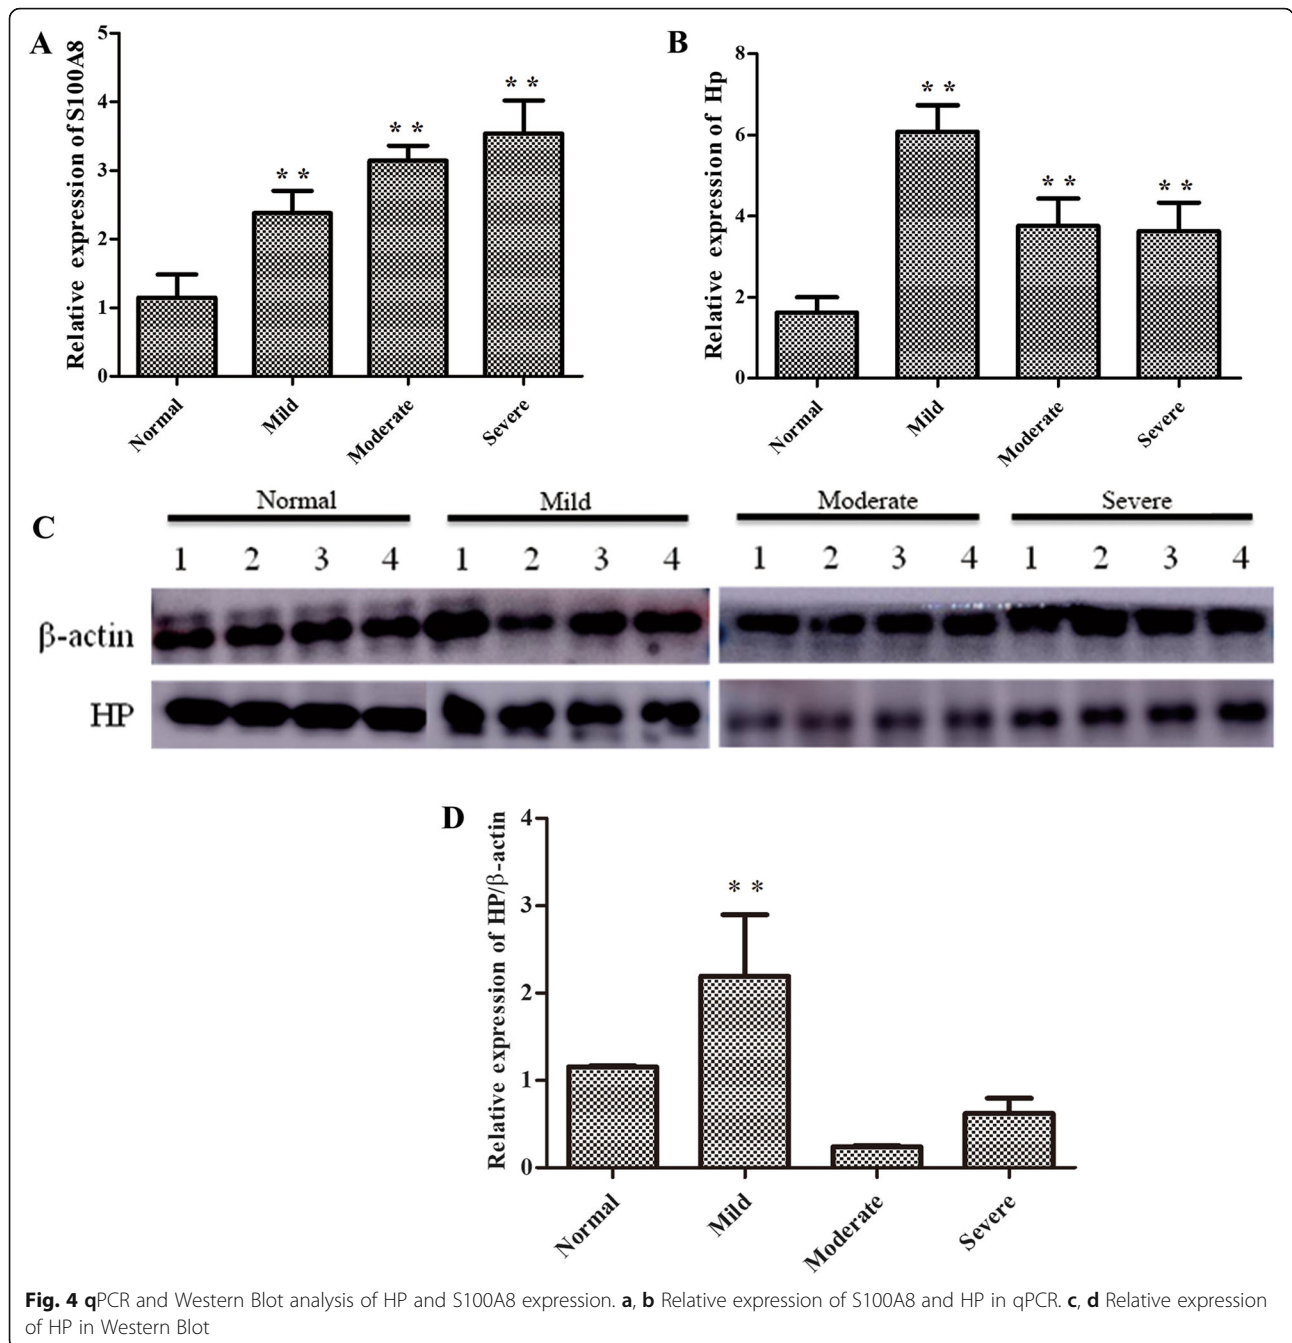 A
Relative expression of S100A8
5
4
3
2
1
0
* *
* *
* *
Normal
Mild
Moderate
Severe
B
Relative expression of Hp
8
6
4
2
0
* *
* *
* *
Normal
Mild
Moderate
Severe
C
Normal
Mild
Moderate
Severe
1 2 3 4 1 2 3 4 1 2 3 4 1 2 3 4
β-actin
HP
D
Relative expression of HP/β-actin
4
3
2
1
0
* *
Normal
Mild
Moderate
Severe
Fig. 4 qPCR and Western Blot analysis of HP and S100A8 expression. a, b Relative expression of S100A8 and HP in qPCR. c, d Relative expression
of HP in Western Blot